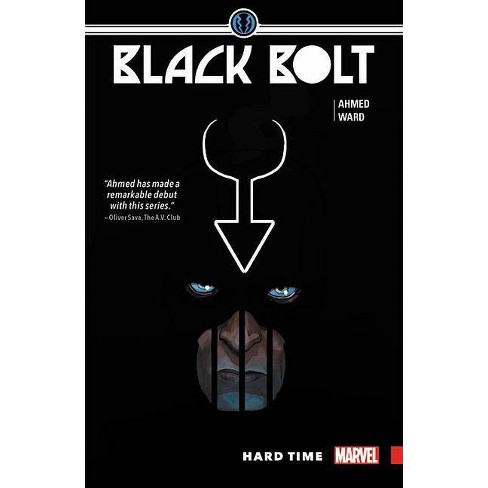 BLACK BOLT
AHMED
WARD
"Ahmed has made a
remarkable debut
with this series."
– Oliver Sava, The A.V. Club
HARD TIME MARVEL